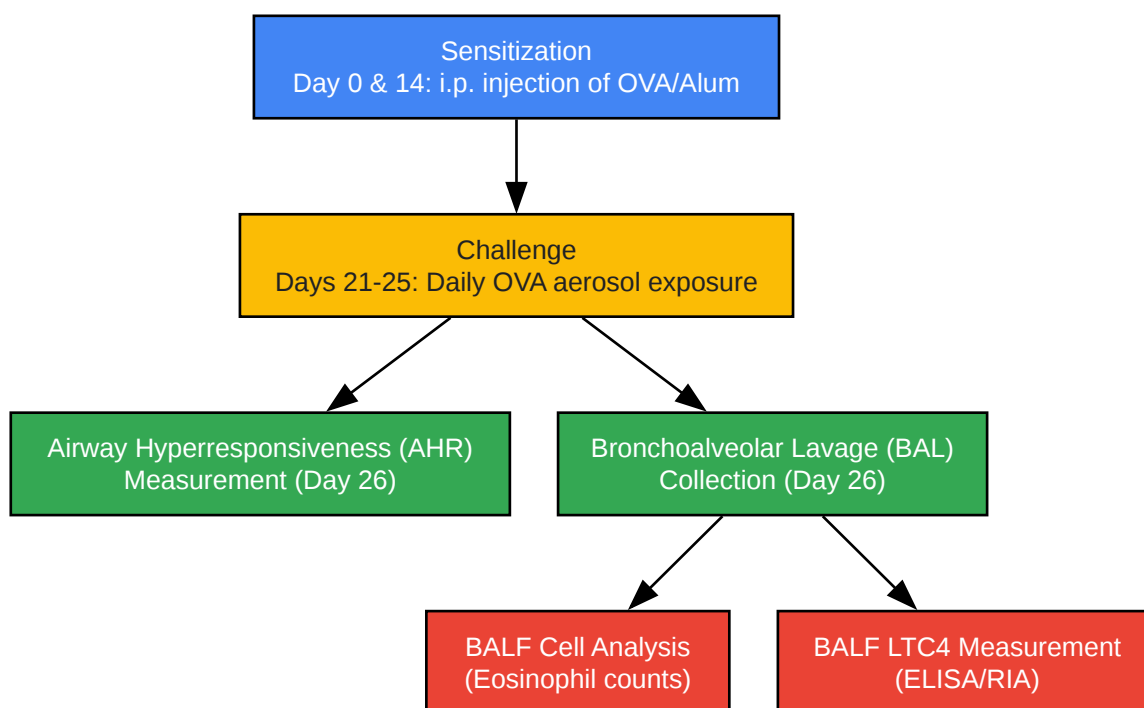 Sensitization
Day 0 & 14: i.p. injection of OVA/Alum
Challenge
Days 21-25: Daily OVA aerosol exposure
Airway Hyperresponsiveness (AHR)
Measurement (Day 26)
Bronchoalveolar Lavage (BAL)
Collection (Day 26)
BALF Cell Analysis
(Eosinophil counts)
BALF LTC4 Measurement
(ELISA/RIA)